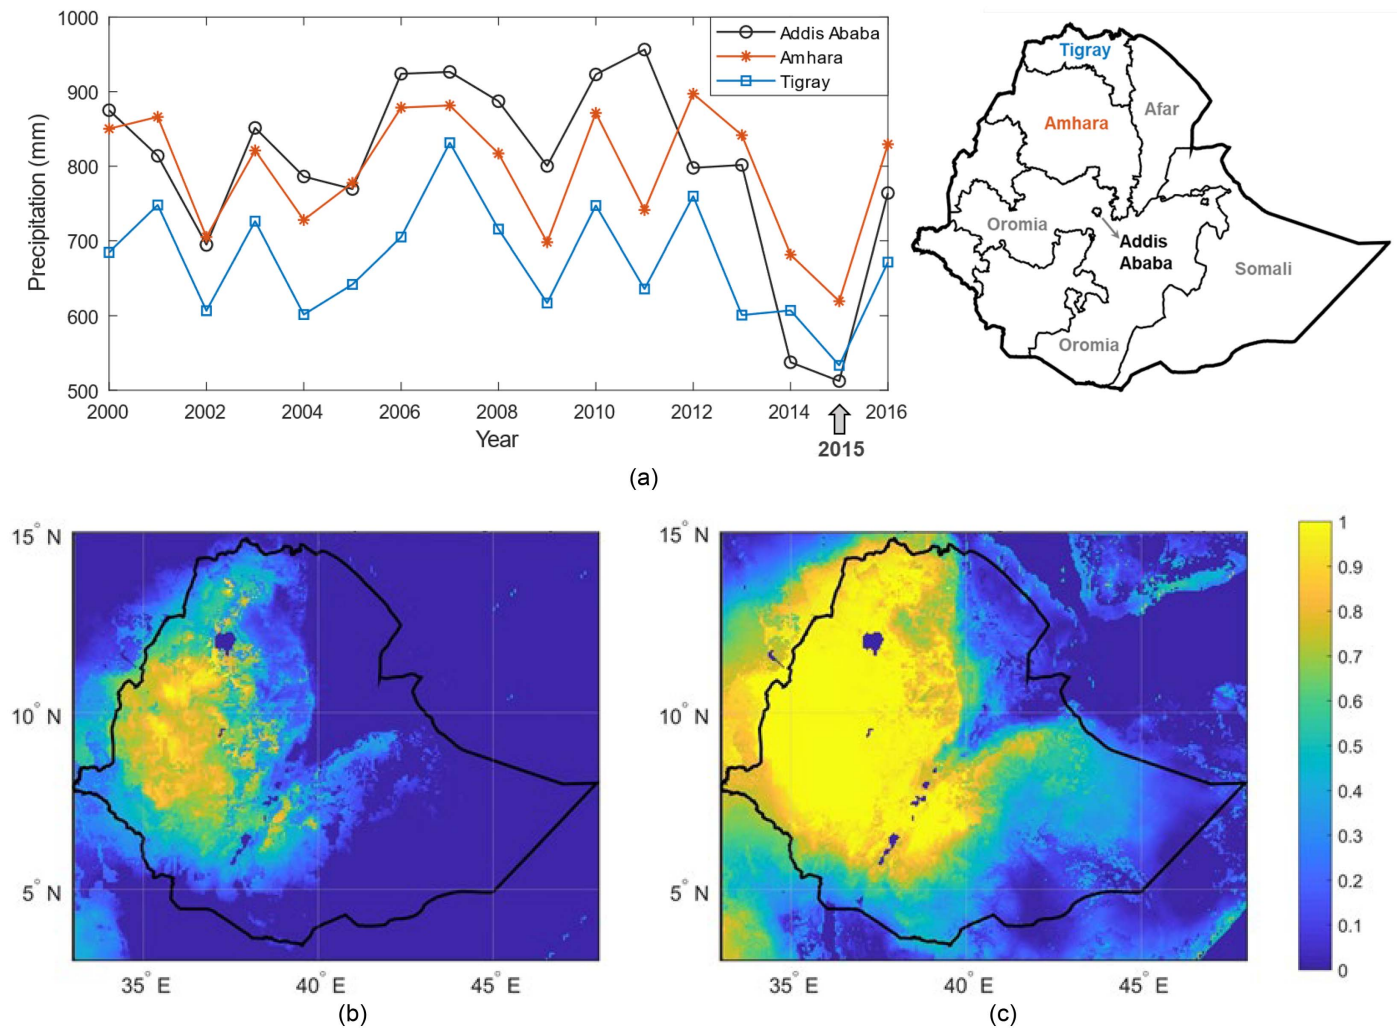 1000
900
800
700
600
500
Precipitation (mm)
Addis Ababa
Amhara
Tigray
2000
2002
2004
2006
2008
2010
2012
2014
2016
Year
2015
Tigray
Afar
Amhara
Oromia
Addis
Ababa
Somali
Oromia
(a)
15° N
10° N
5° N
35° E
40° E
45° E
(b)
15° N
10° N
5° N
35° E
40° E
45° E
(c)
1
0.9
0.8
0.7
0.6
0.5
0.4
0.3
0.2
0.1
0